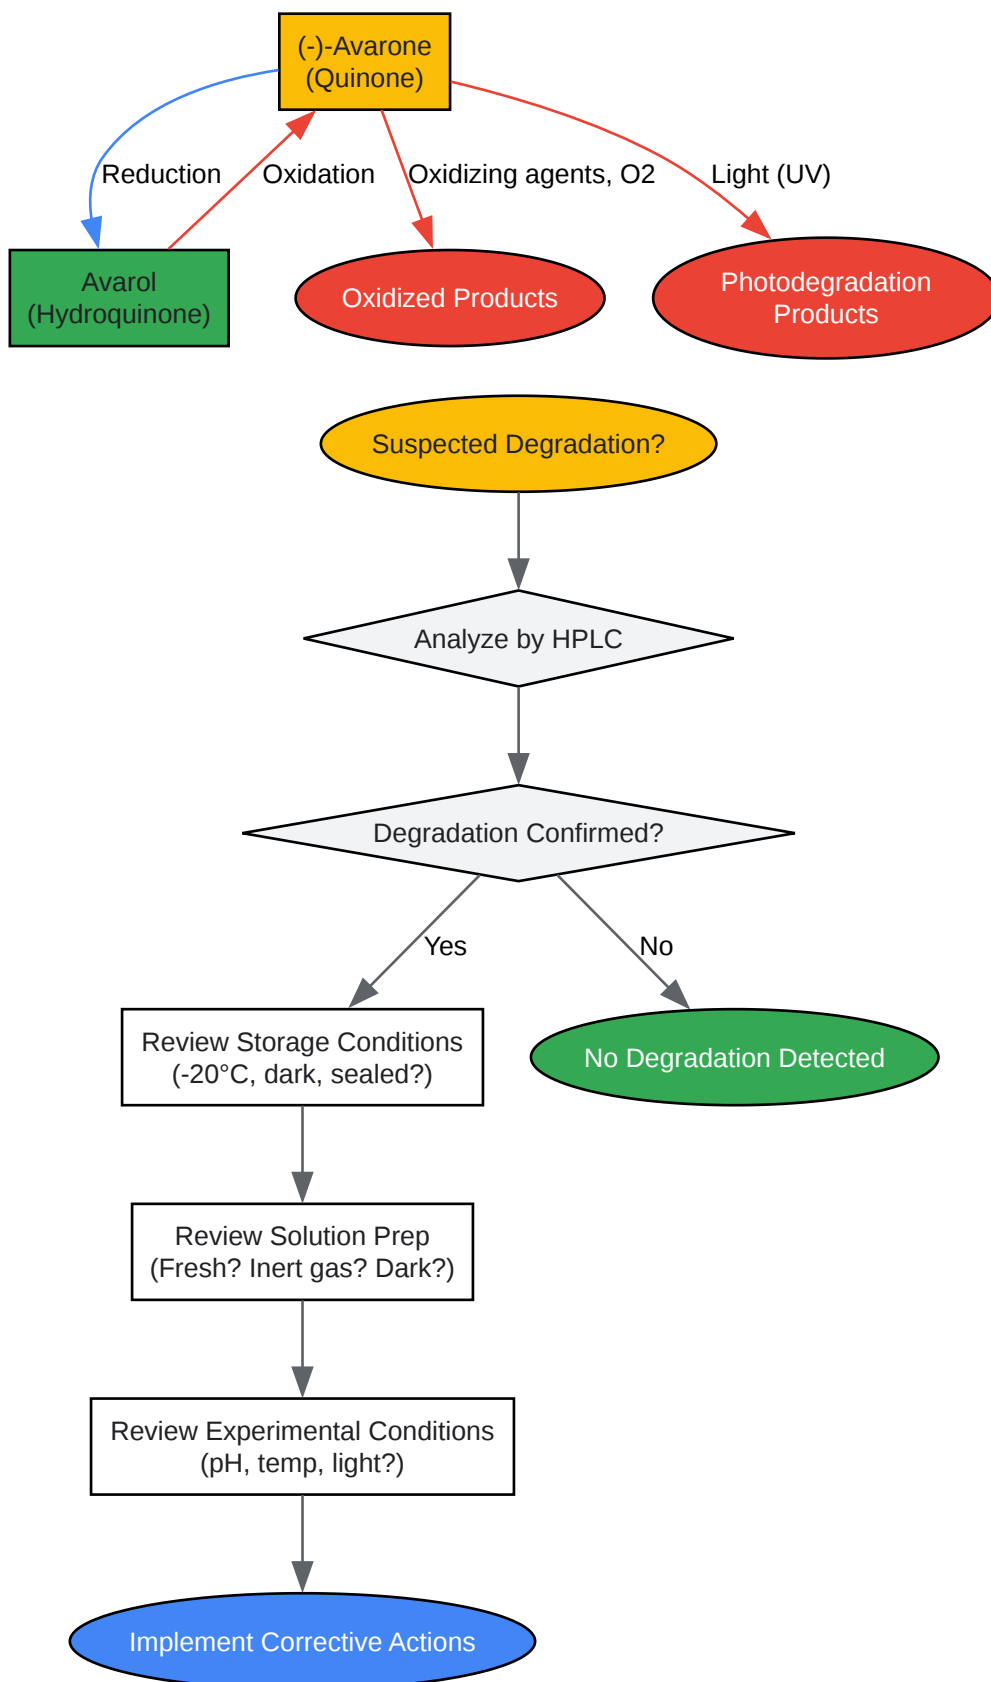 (-)-Avarone
(Quinone)
Reduction
Oxidation
Oxidizing agents, O2
Light (UV)
Avarol
(Hydroquinone)
Oxidized Products
Photodegradation
Products
Suspected Degradation?
Analyze by HPLC
Degradation Confirmed?
Yes
No
Review Storage Conditions
(-20°C, dark, sealed?)
No Degradation Detected
Review Solution Prep
(Fresh? Inert gas? Dark?)
Review Experimental Conditions
(pH, temp, light?)
Implement Corrective Actions